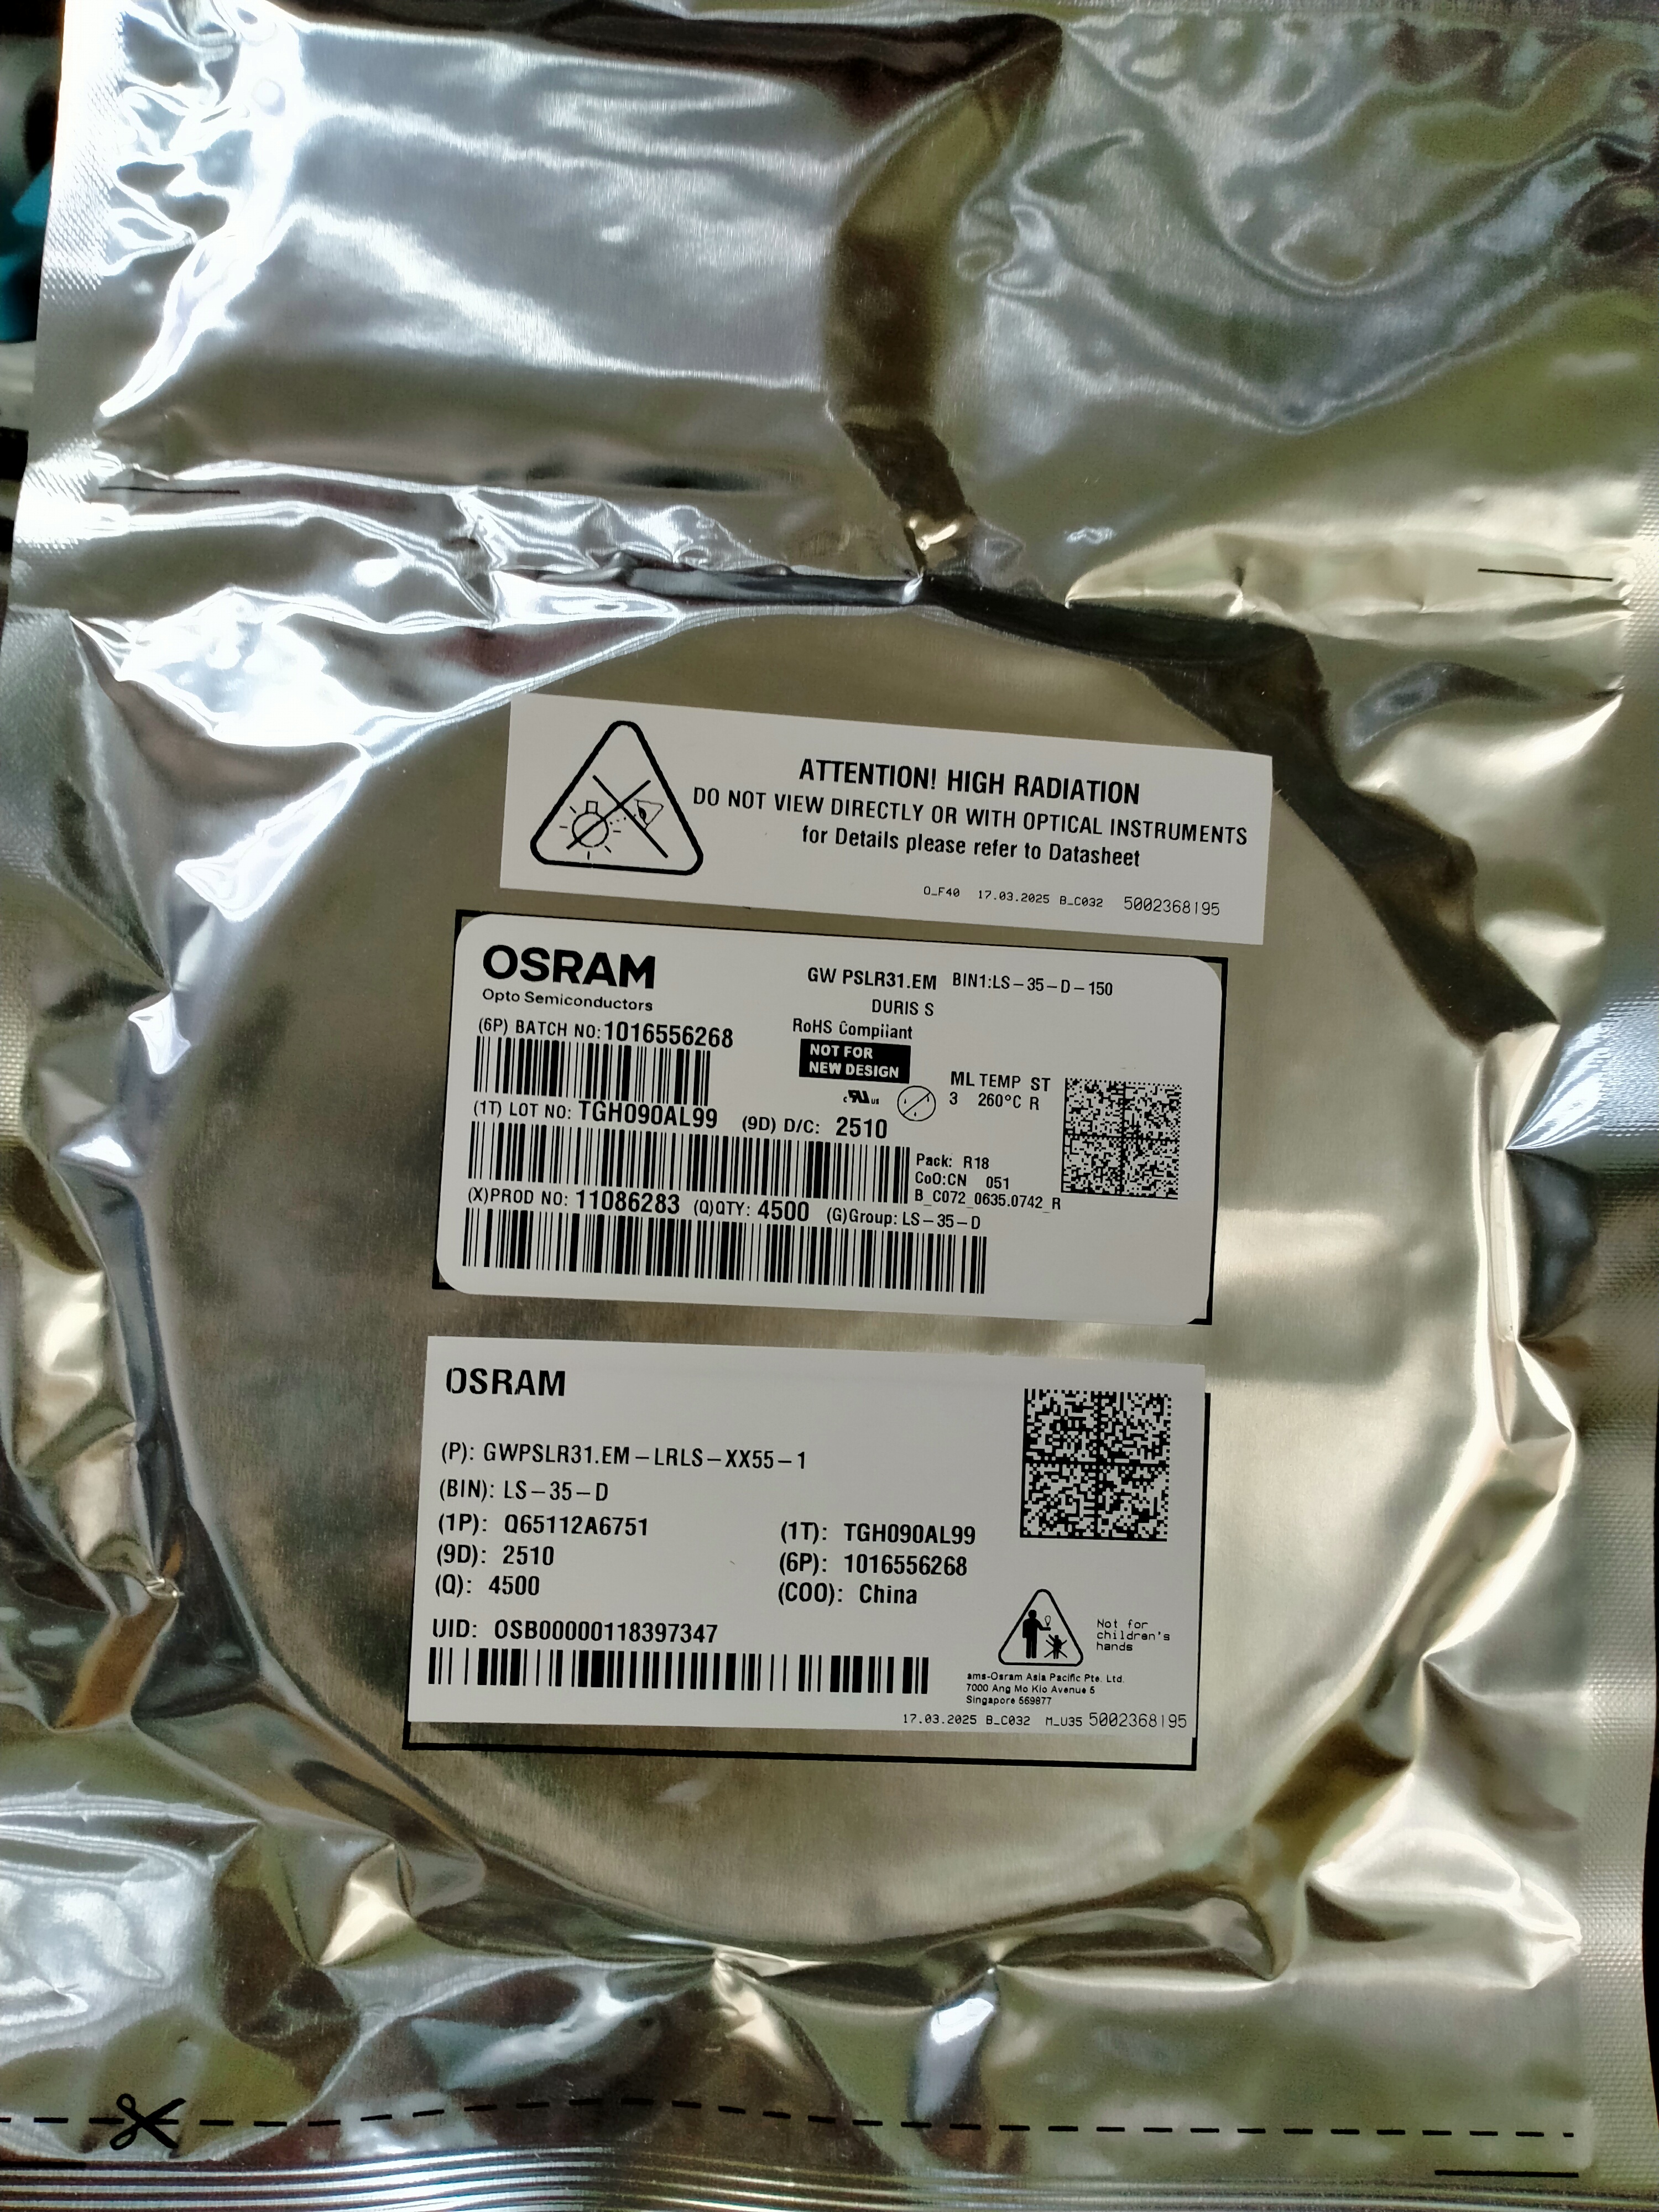 ATTENTION! HIGH RADIATION
DO NOT VIEW DIRECTLY OR WITH OPTICAL INSTRUMENTS
for Details please refer to Datasheet
O_F40 17.03.2025 B_C032 5002368195
OSRAM
Opto Semiconductors
GW PSLR31.EM BIN1:LS-35-D-150
DURIS S
RoHS Compliant
(6P) BATCH NO:1016556268
NOT FOR
NEW DESIGN
ML TEMP ST
3 260°C R
(1T) LOT NO: TGH090AL99 (9D) D/C: 2510
Pack: R18
CoO:CN 051
B_C072_0635.0742_R
(X)PROD NO: 11086283 (Q)QTY: 4500 (G)Group: LS-35-D
OSRAM
(P): GWPSLR31.EM-LRLS-XX55-1
(BIN): LS-35-D
(1P): Q65112A6751 (1T): TGH090AL99
(9D): 2510 (6P): 1016556268
(Q): 4500 (COO): China
UID: OSB00000118397347
Not for
children's
hands
ams-Osram Asia Pacific Pte. Ltd.
7000 Ang Mo Kio Avenue 5
Singapore 569877
17.03.2025 B_C032 M_U35 5002368195